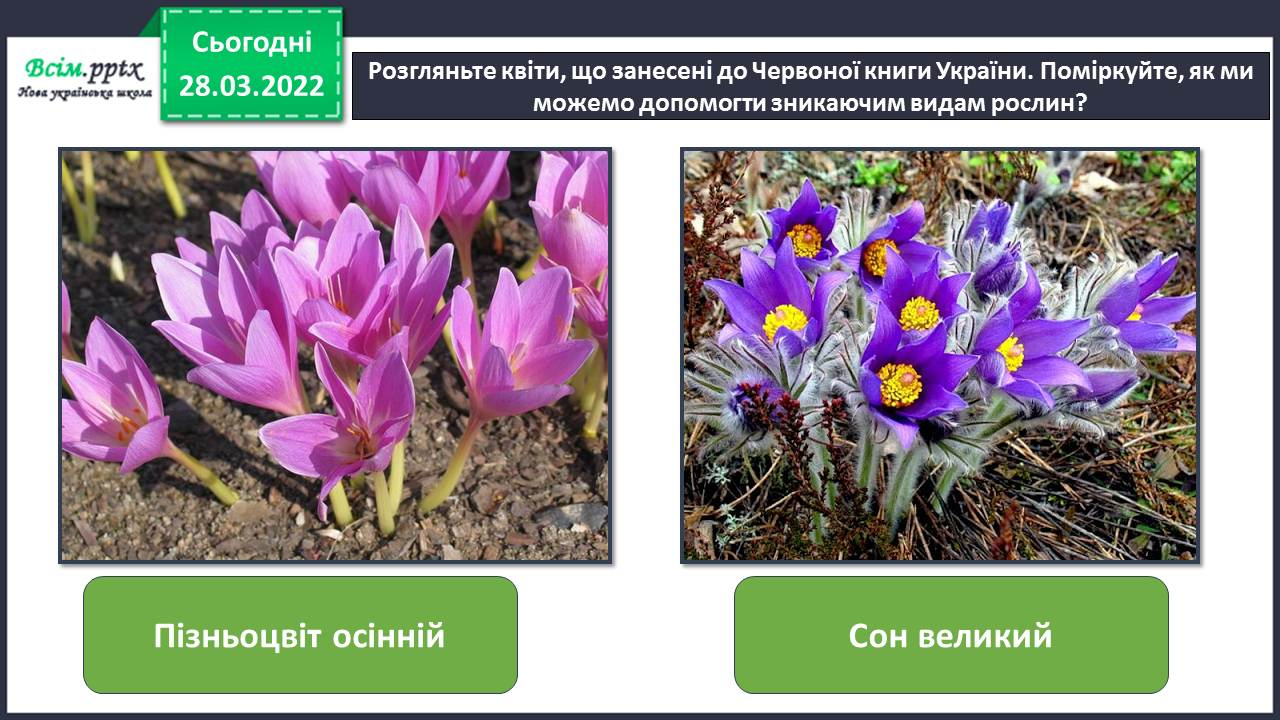 Всім.pptx
Нова українська школа
Сьогодні
28.03.2022
Розгляньте квіти, що занесені до Червоної книги України. Поміркуйте, як ми
можемо допомогти зникаючим видам рослин?
Пізньоцвіт осінній
Сон великий